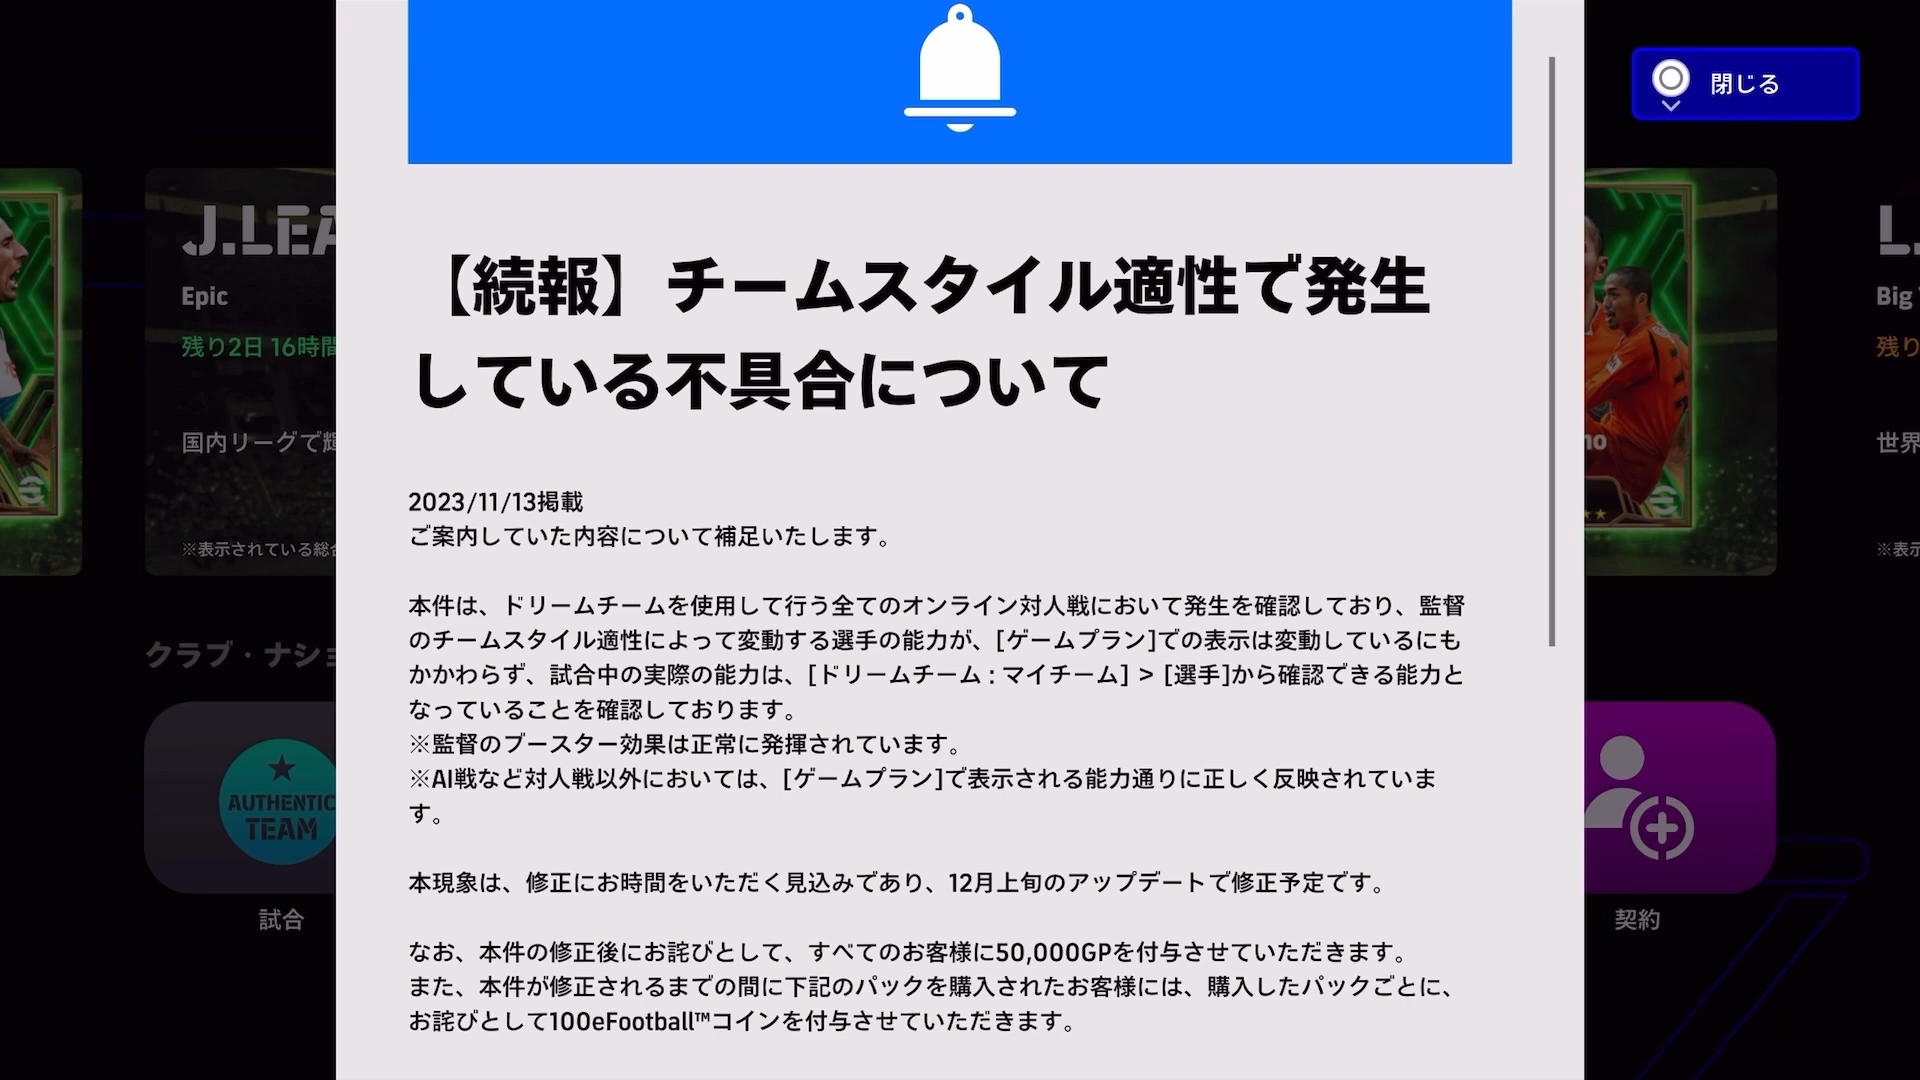 閉じる
【続報】チームスタイル適性で発生
している不具合について
2023/11/13掲載
ご案内していた内容について補足いたします。
本件は、ドリームチームを使用して行う全てのオンライン対人戦において発生を確認しており、監督
のチームスタイル適性によって変動する選手の能力が、[ゲームプラン]での表示は変動しているにも
かかわらず、試合中の実際の能力は、[ドリームチーム : マイチーム] > [選手]から確認できる能力と
なっていることを確認しております。
※監督のブースター効果は正常に発揮されています。
※AI戦など対人戦以外においては、[ゲームプラン]で表示される能力通りに正しく反映されていま
す。
本現象は、修正にお時間をいただく見込みであり、12月上旬のアップデートで修正予定です。
なお、本件の修正後にお詫びとして、すべてのお客様に50,000GPを付与させていただきます。
また、本件が修正されるまでの間に下記のパックを購入されたお客様には、購入したパックごとに、
お詫びとして100eFootball™コインを付与させていただきます。
J.LEA
Epic
残り2日 16時間
国内リーグで輝
※表示されている総合
クラブ・ナショ
AUTHENTIC
TEAM
試合
no
L.
Big
残り
世界
※表示
契約